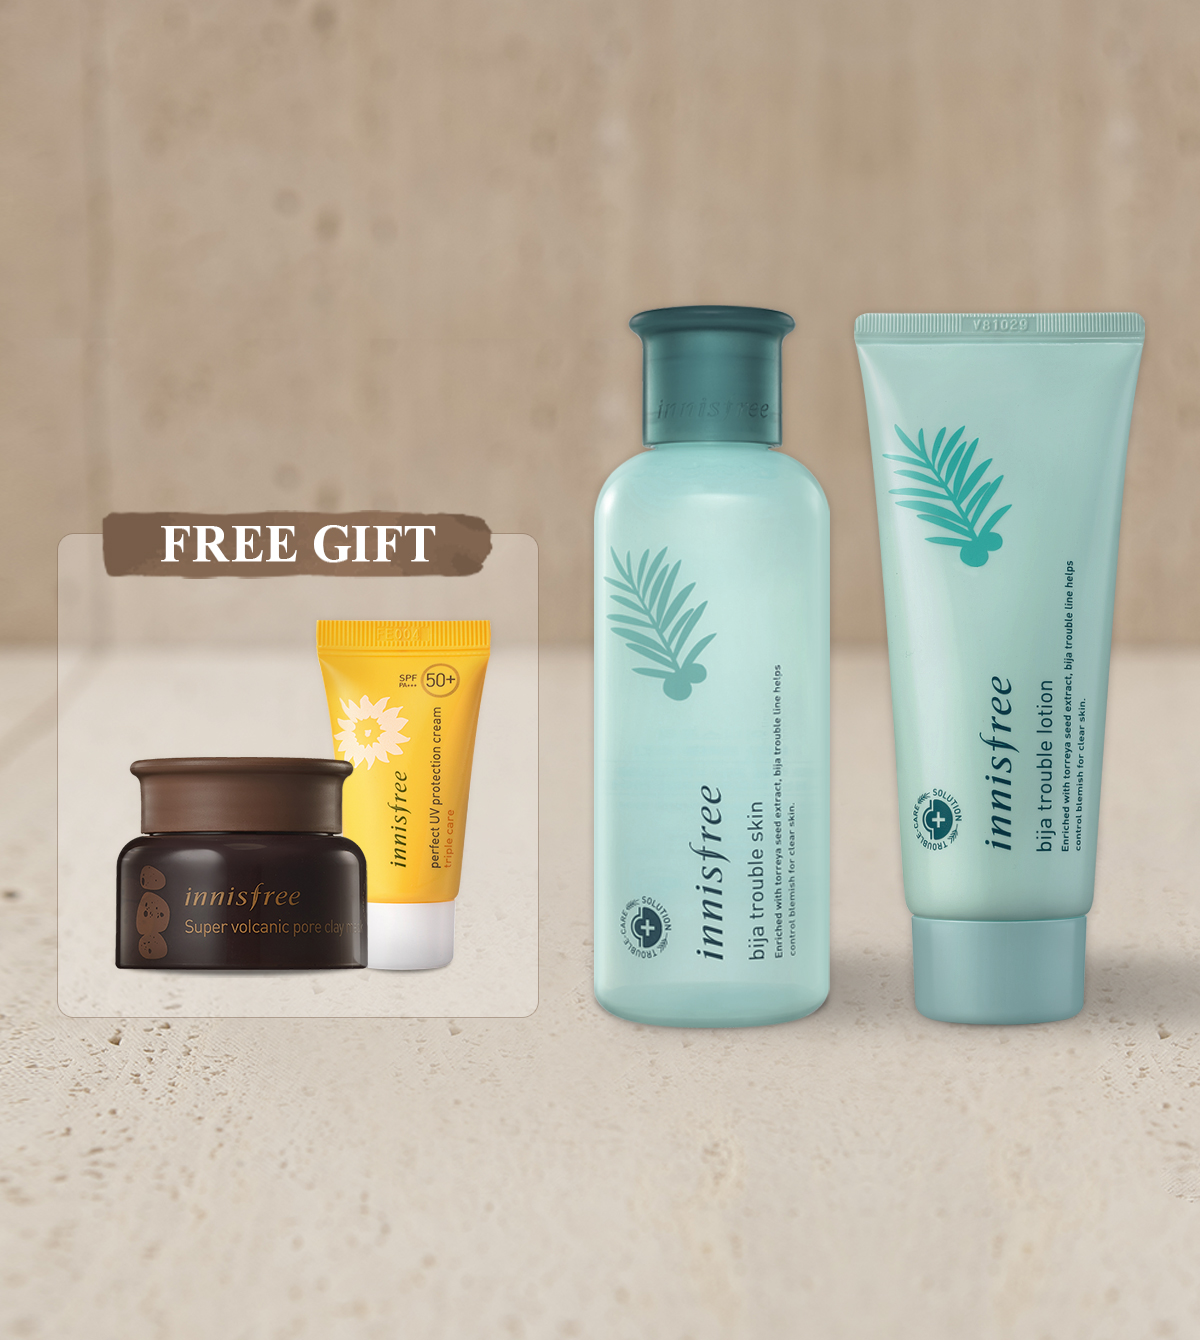 FREE GIFT
SPF
PA+++
50+
innisfree
perfect UV protection cream
triple care
innisfree
Super volcanic pore clay
innisfree
TROUBLE CARE SOLUTION
innisfree
bija trouble skin
Enriched with torreya seed extract, bija trouble line helps
control blemish for clear skin.
V81029
TROUBLE CARE SOLUTION
innisfree
bija trouble lotion
Enriched with torreya seed extract, bija trouble line helps
control blemish for clear skin.